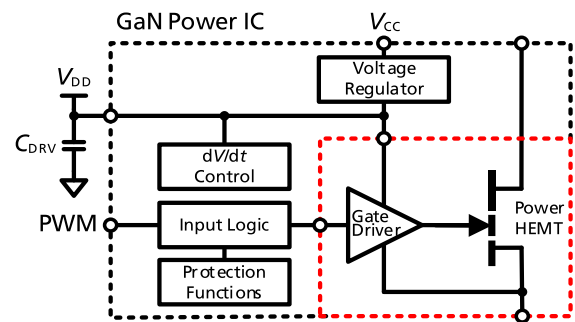 GaN Power IC
VCC
Voltage
Regulator
VDD
CDRV
dV/dt
Control
PWM
Input Logic
Gate
Driver
Power
HEMT
Protection
Functions